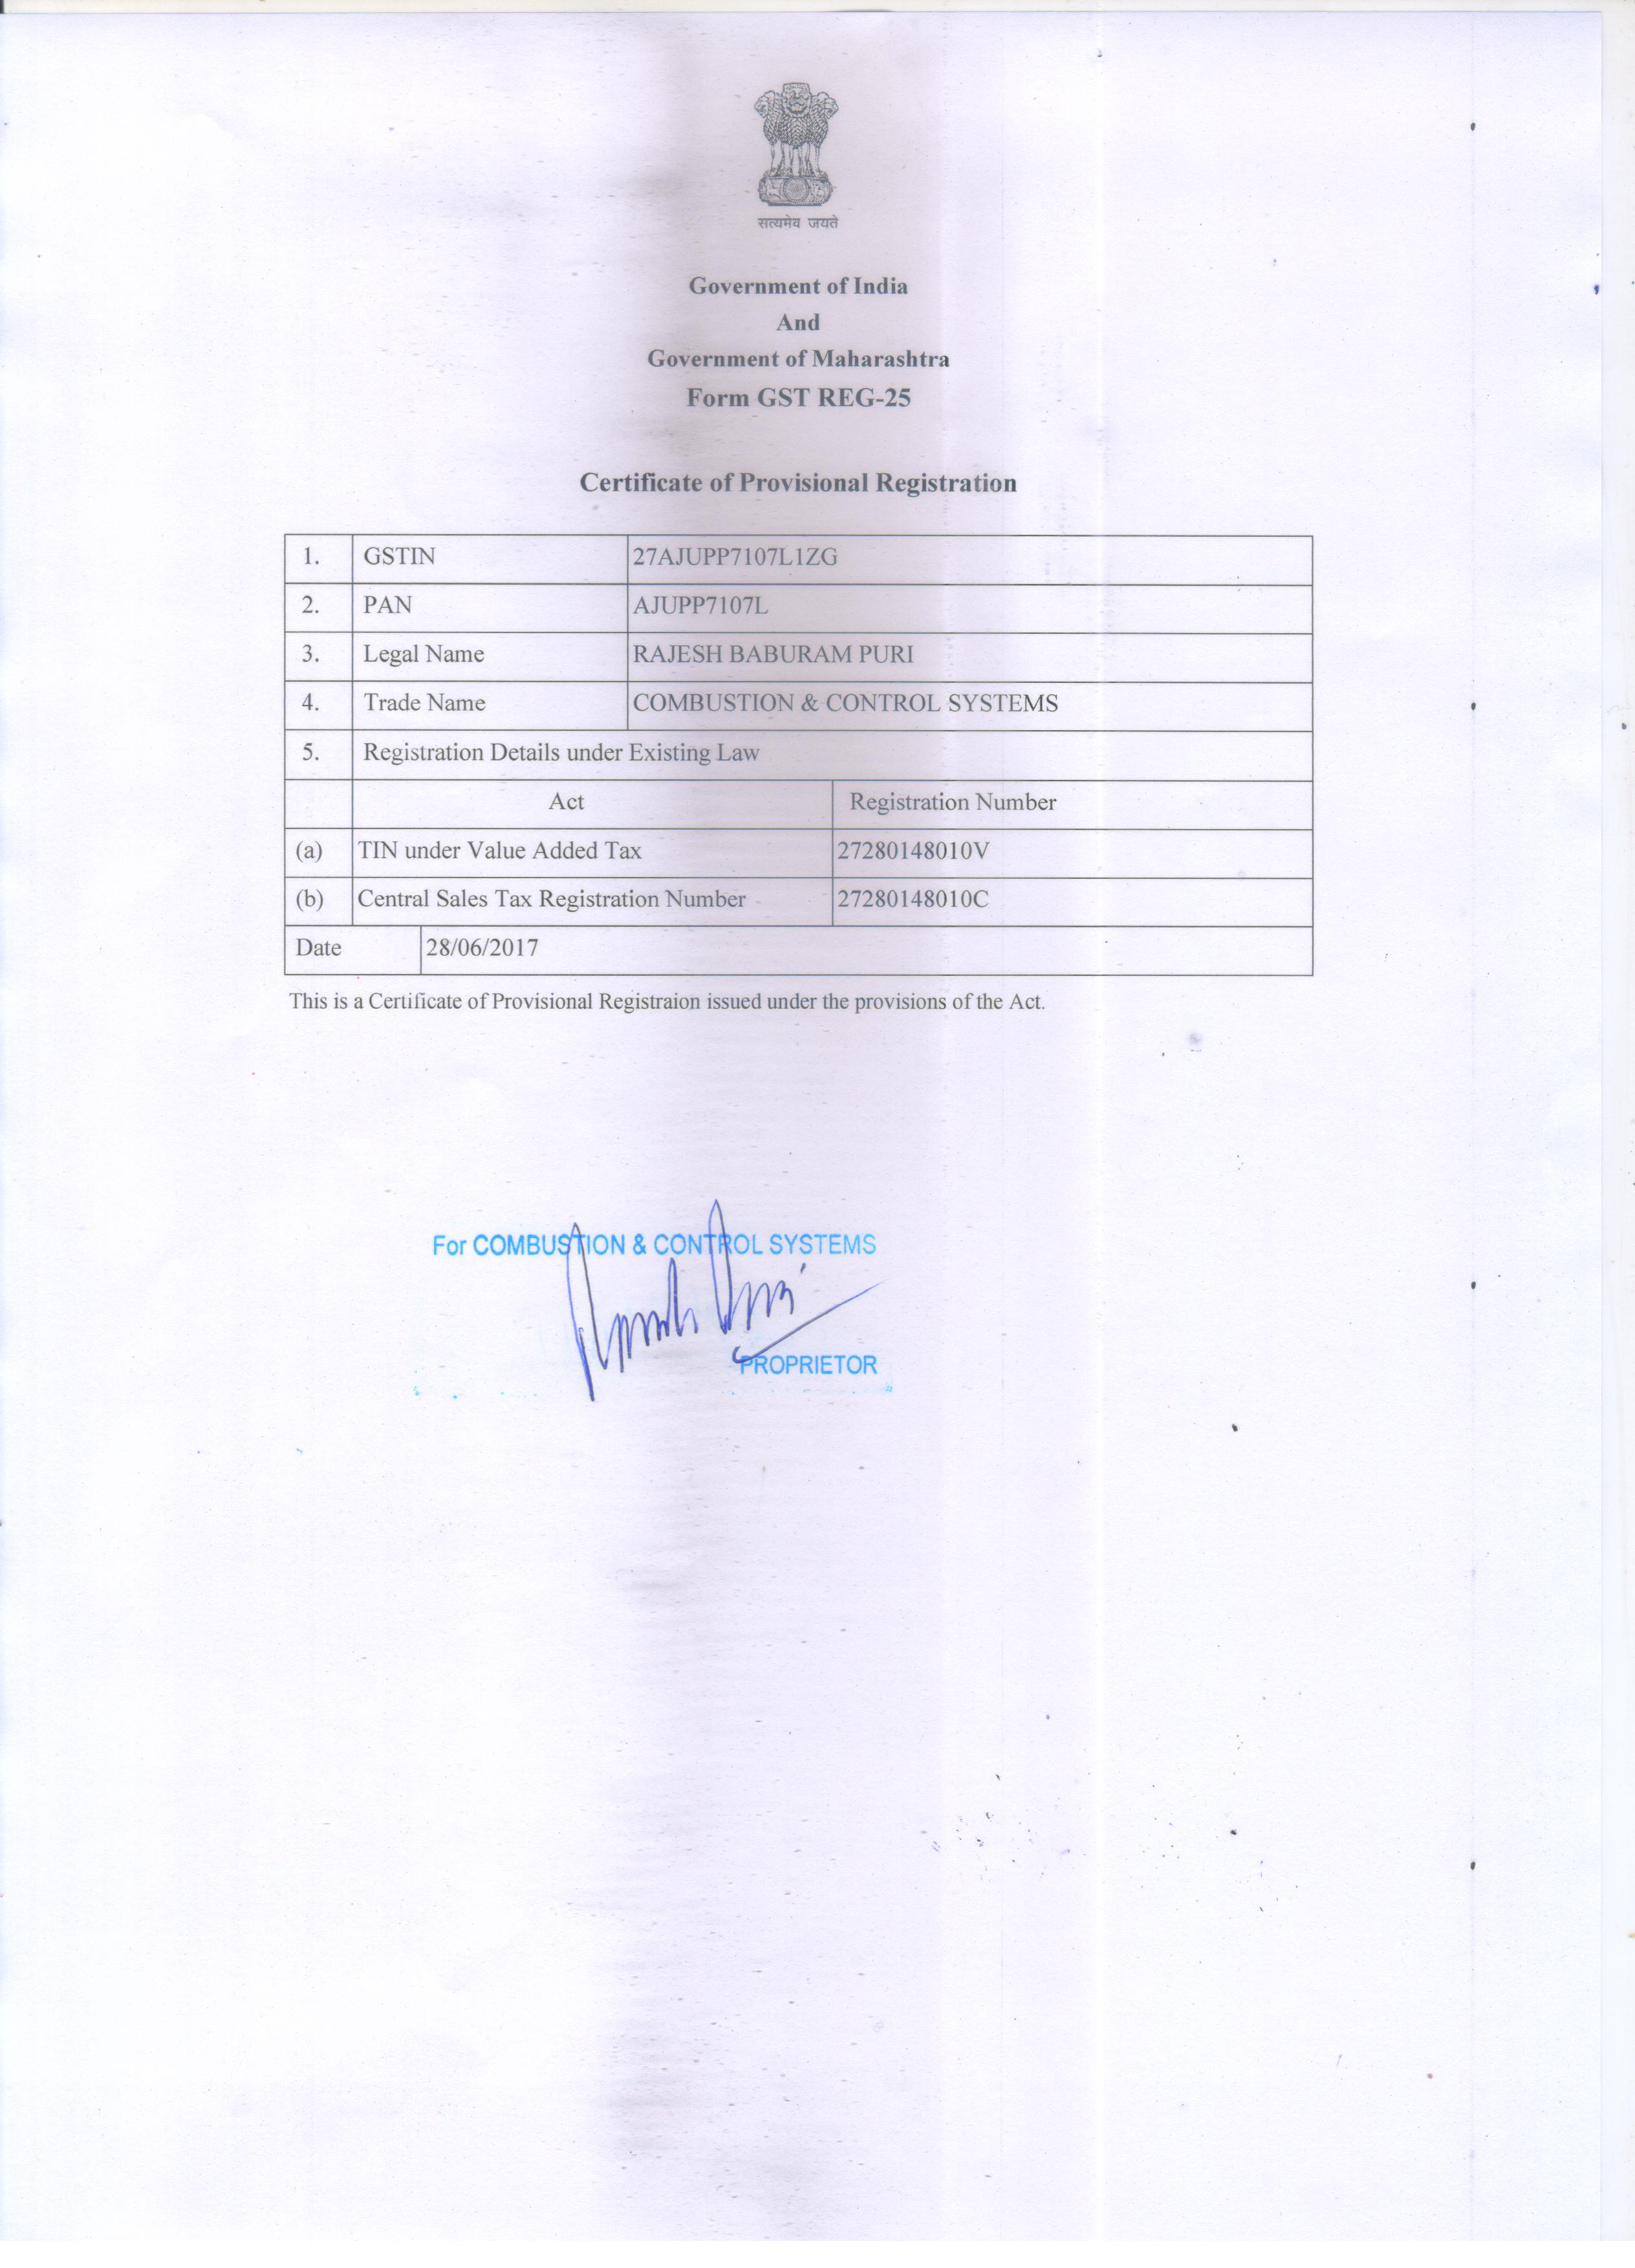 सत्यमेव जयते
Government of India
And
Government of Maharashtra
Form GST REG-25
Certificate of Provisional Registration
1. GSTIN 27AJUPP7107L1ZG
2. PAN AJUPP7107L
3. Legal Name RAJESH BABURAM PURI
4. Trade Name COMBUSTION & CONTROL SYSTEMS
5. Registration Details under Existing Law
Act Registration Number
(a) TIN under Value Added Tax 27280148010V
(b) Central Sales Tax Registration Number 27280148010C
Date 28/06/2017
This is a Certificate of Provisional Registraion issued under the provisions of the Act.
For COMBUSTION & CONTROL SYSTEMS
PROPRIETOR